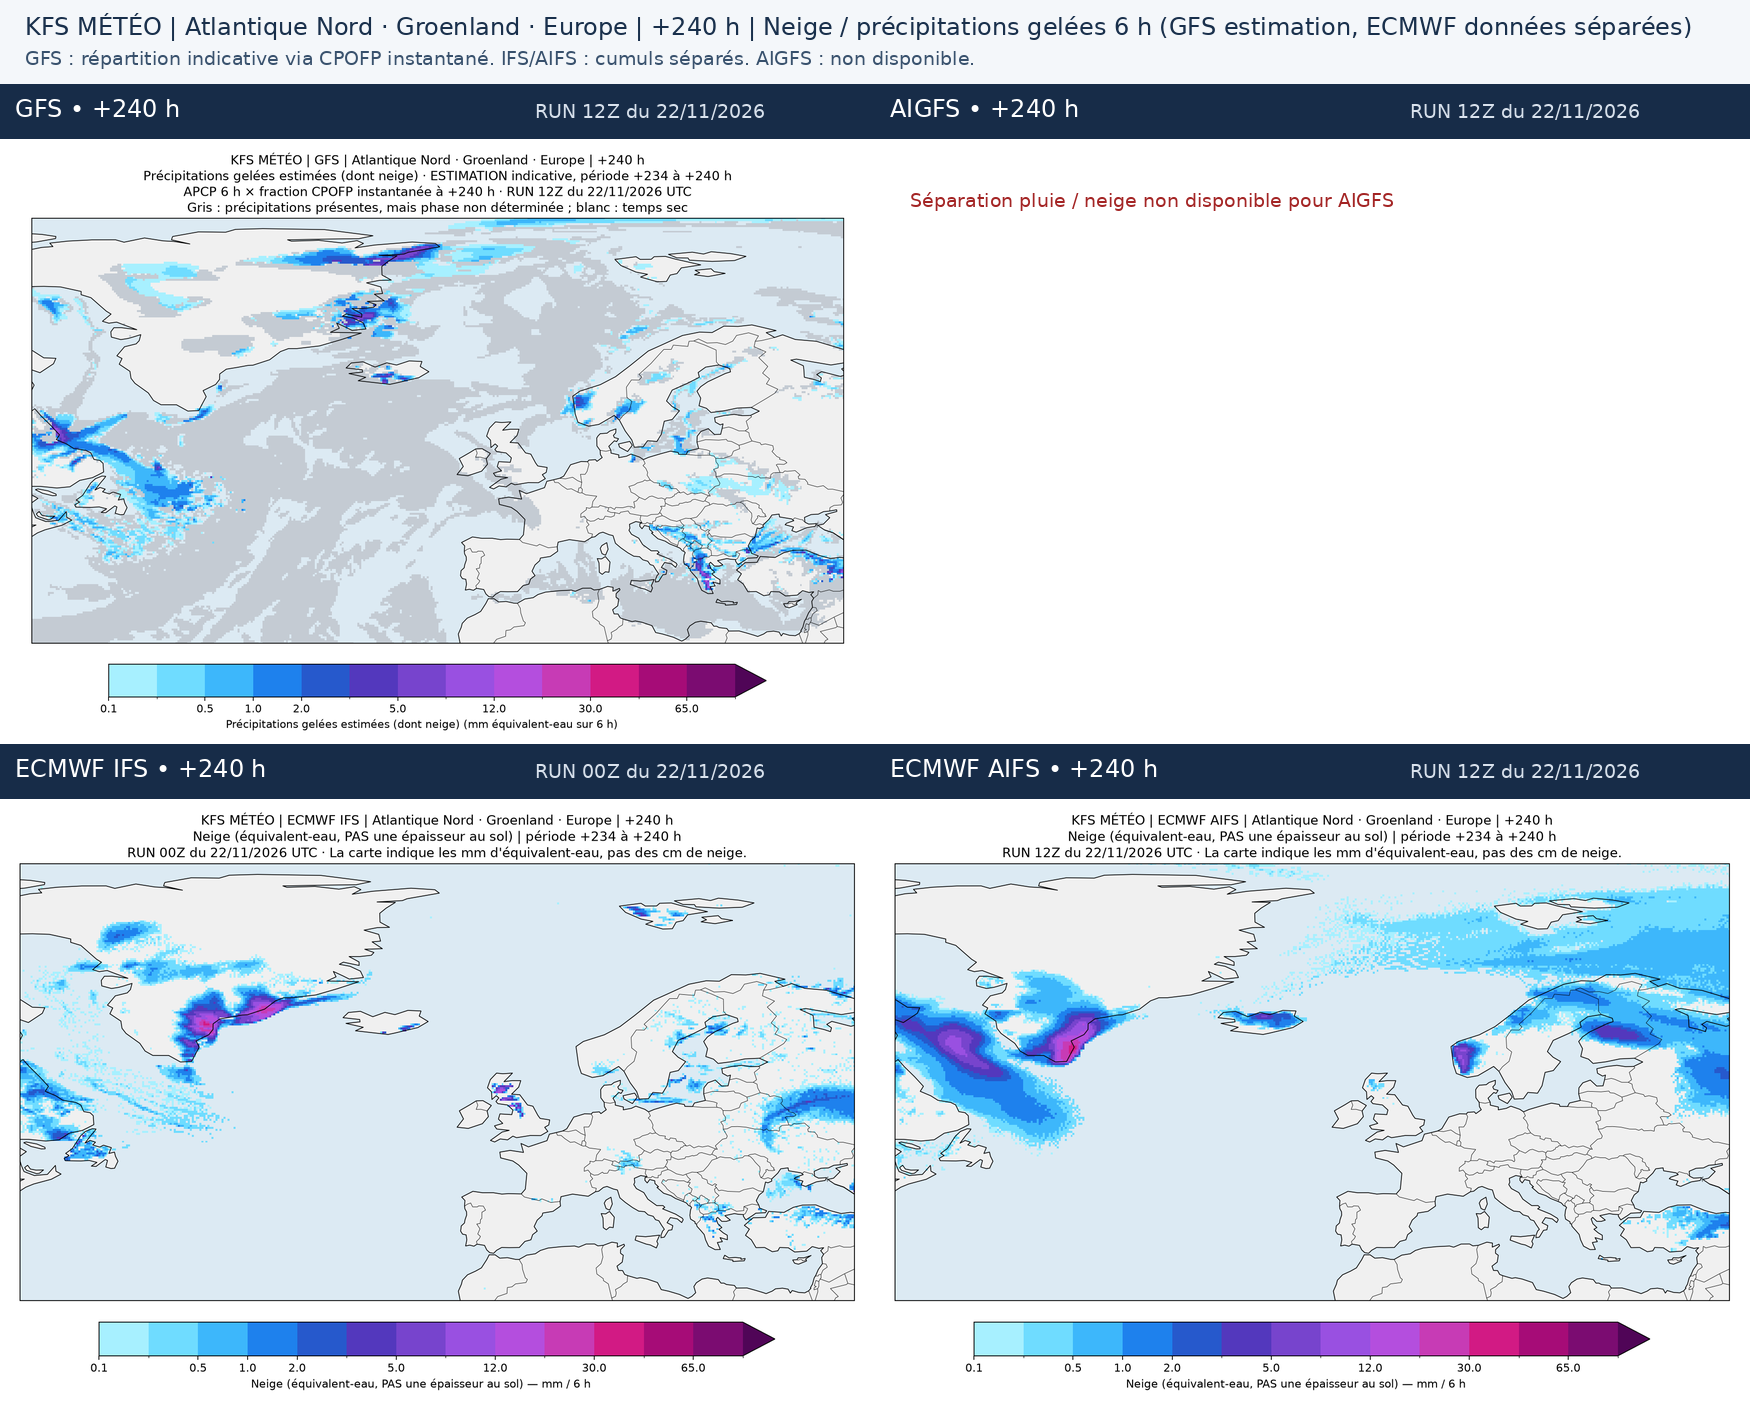 KFS MÉTÉO | Atlantique Nord · Groenland · Europe | +240 h | Neige / précipitations gelées 6 h (GFS estimation, ECMWF données séparées)
GFS : répartition indicative via CPOFP instantané. IFS/AIFS : cumuls séparés. AIGFS : non disponible.
GFS • +240 h
RUN 12Z du 22/11/2026
AIGFS • +240 h
RUN 12Z du 22/11/2026
KFS MÉTÉO | GFS | Atlantique Nord · Groenland · Europe | +240 h
Précipitations gelées estimées (dont neige) · ESTIMATION indicative, période +234 à +240 h
APCP 6 h × fraction CPOFP instantanée à +240 h · RUN 12Z du 22/11/2026 UTC
Gris : précipitations présentes, mais phase non déterminée ; blanc : temps sec
Séparation pluie / neige non disponible pour AIGFS
0.1 0.5 1.0 2.0 5.0 12.0 30.0 65.0
Précipitations gelées estimées (dont neige) (mm équivalent-eau sur 6 h)
ECMWF IFS • +240 h
RUN 00Z du 22/11/2026
ECMWF AIFS • +240 h
RUN 12Z du 22/11/2026
KFS MÉTÉO | ECMWF IFS | Atlantique Nord · Groenland · Europe | +240 h
Neige (équivalent-eau, PAS une épaisseur au sol) | période +234 à +240 h
RUN 00Z du 22/11/2026 UTC · La carte indique les mm d'équivalent-eau, pas des cm de neige.
KFS MÉTÉO | ECMWF AIFS | Atlantique Nord · Groenland · Europe | +240 h
Neige (équivalent-eau, PAS une épaisseur au sol) | période +234 à +240 h
RUN 12Z du 22/11/2026 UTC · La carte indique les mm d'équivalent-eau, pas des cm de neige.
0.1 0.5 1.0 2.0 5.0 12.0 30.0 65.0
Neige (équivalent-eau, PAS une épaisseur au sol) — mm / 6 h
0.1 0.5 1.0 2.0 5.0 12.0 30.0 65.0
Neige (équivalent-eau, PAS une épaisseur au sol) — mm / 6 h